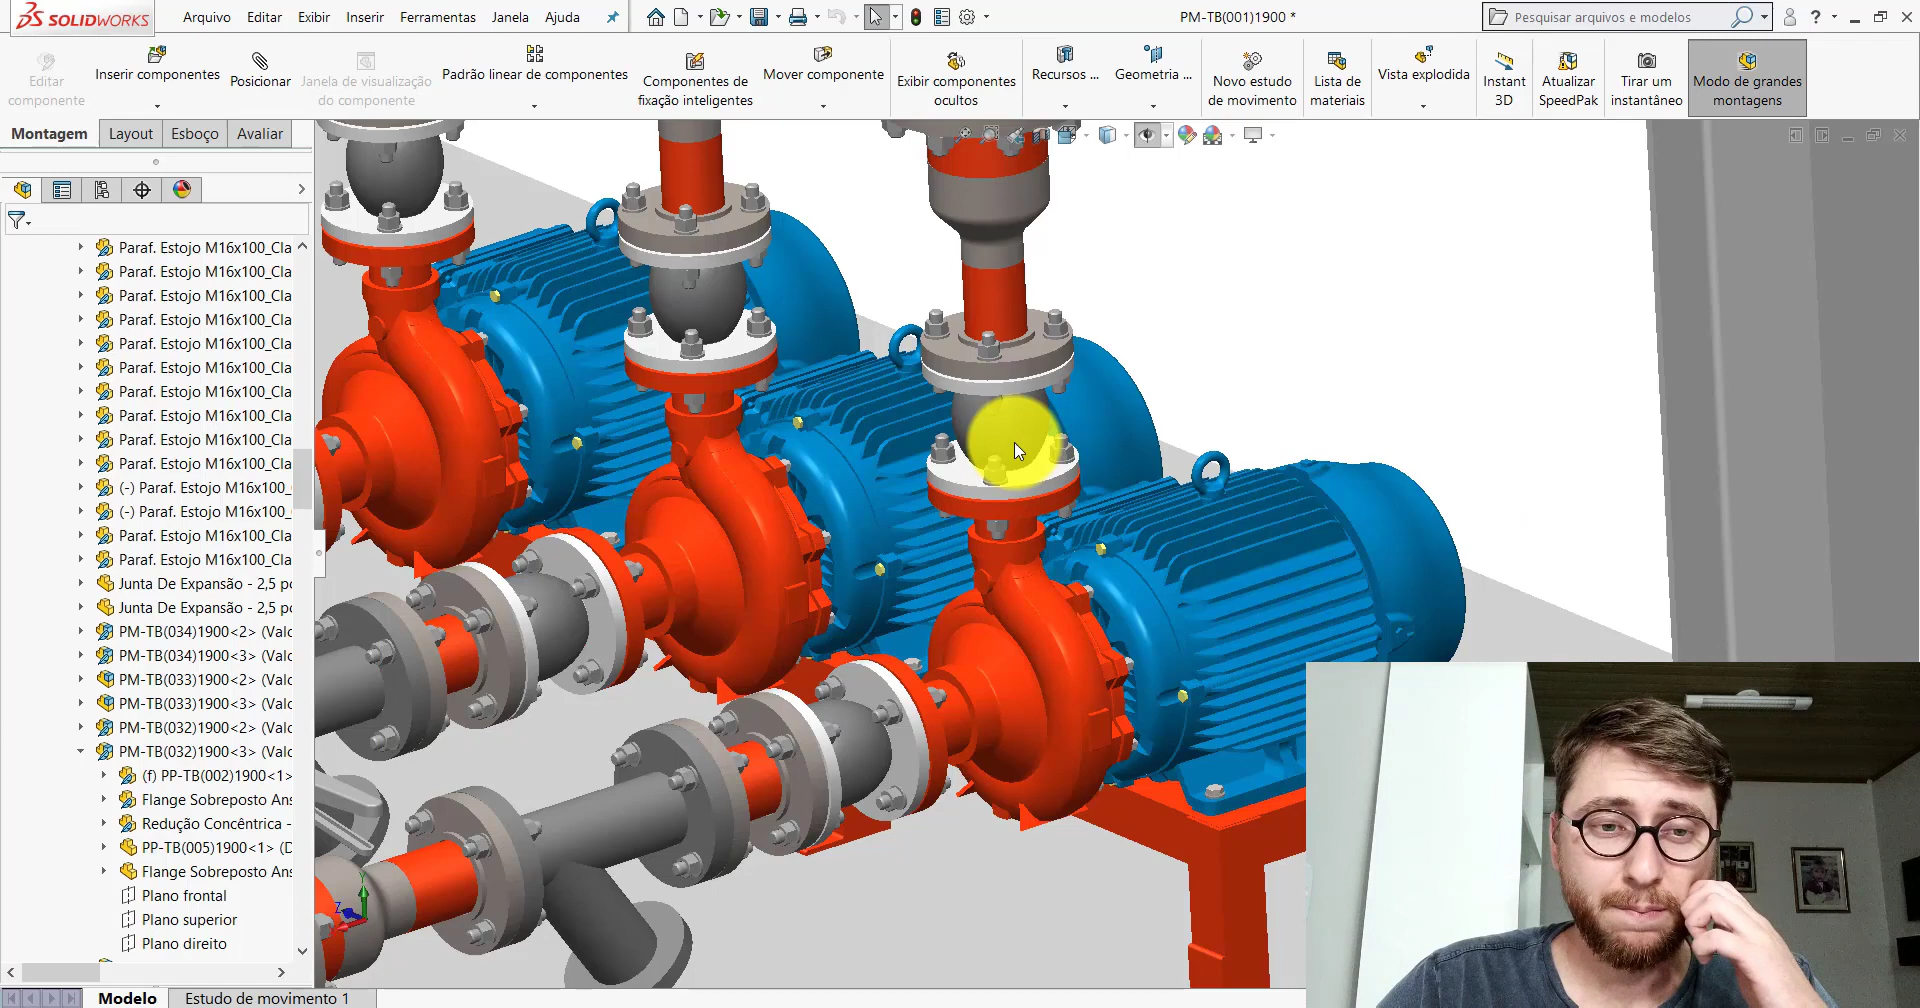 SOLIDWORKS
Arquivo Editar Exibir Inserir Ferramentas Janela Ajuda
PM-TB(001)1900 *
Pesquisar arquivos e modelos
?
Editar
componente
Inserir componentes
Posicionar
Janela de visualização
do componente
Padrão linear de componentes
Componentes de
fixação inteligentes
Mover componente
Exibir componentes
ocultos
Recursos ...
Geometria ...
Novo estudo
de movimento
Lista de
materiais
Vista explodida
Instant
3D
Atualizar
SpeedPak
Tirar um
instantâneo
Modo de grandes
montagens
Montagem Layout Esboço Avaliar
Paraf. Estojo M16x100_Cla
Paraf. Estojo M16x100_Cla
Paraf. Estojo M16x100_Cla
Paraf. Estojo M16x100_Cla
Paraf. Estojo M16x100_Cla
Paraf. Estojo M16x100_Cla
Paraf. Estojo M16x100_Cla
Paraf. Estojo M16x100_Cla
Paraf. Estojo M16x100_Cla
Paraf. Estojo M16x100_Cla
(-) Paraf. Estojo M16x100_
(-) Paraf. Estojo M16x100_
Paraf. Estojo M16x100_Cla
Paraf. Estojo M16x100_Cla
Junta De Expansão - 2,5 po
Junta De Expansão - 2,5 po
PM-TB(034)1900<2> (Valo
PM-TB(034)1900<3> (Valo
PM-TB(033)1900<2> (Valo
PM-TB(033)1900<3> (Valo
PM-TB(032)1900<2> (Valo
PM-TB(032)1900<3> (Valo
(f) PP-TB(002)1900<1>
Flange Sobreposto Ans
Redução Concêntrica -
PP-TB(005)1900<1> (D
Flange Sobreposto Ans
Plano frontal
Plano superior
Plano direito
Y
Z
Modelo Estudo de movimento 1